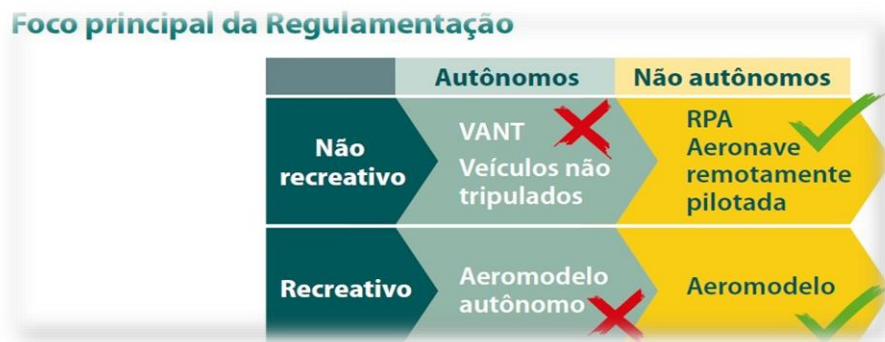 Foco principal da Regulamentação
Autônomos
Não autônomos
Não
recreativo
VANT
Veículos não
tripulados
RPA
Aeronave
remotamente
pilotada
Recreativo
Aeromodelo
autônomo
Aeromodelo